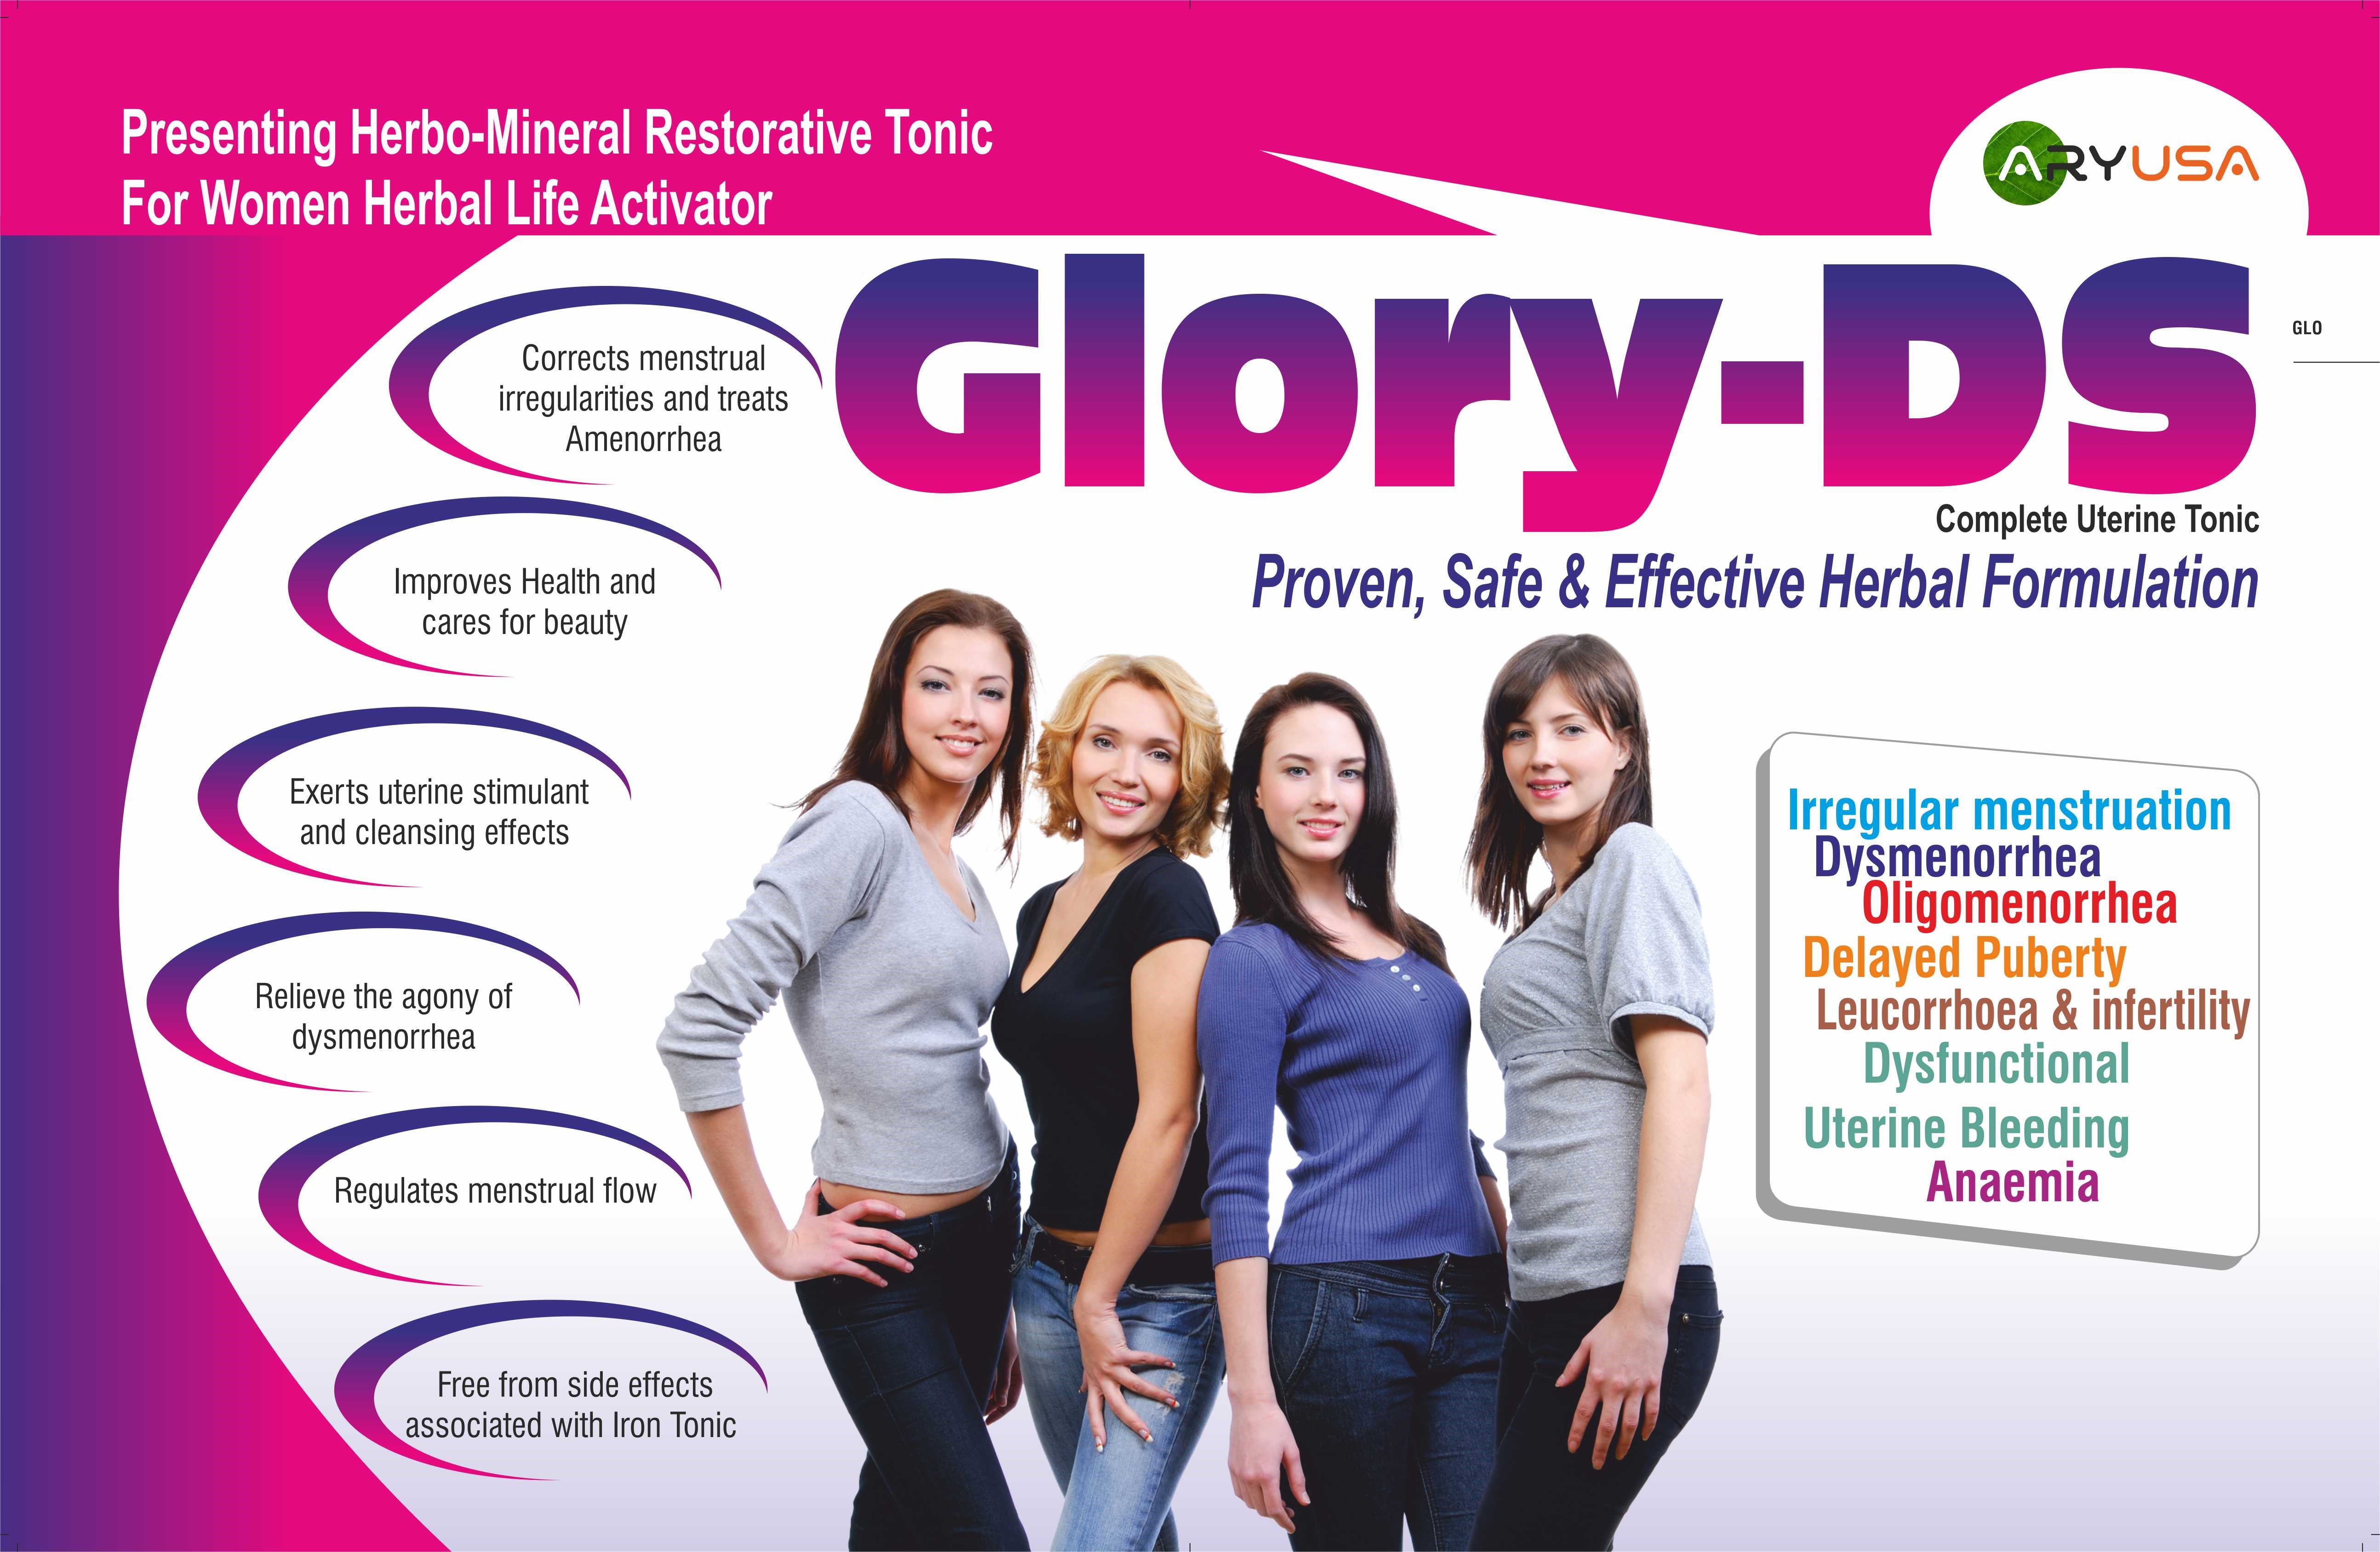 Presenting Herbo-Mineral Restorative Tonic
For Women Herbal Life Activator
ARYUSA
Glory-DS
GLO
Complete Uterine Tonic
Proven, Safe & Effective Herbal Formulation
Corrects menstrual
irregularities and treats
Amenorrhea
Improves Health and
cares for beauty
Exerts uterine stimulant
and cleansing effects
Relieve the agony of
dysmenorrhea
Regulates menstrual flow
Free from side effects
associated with Iron Tonic
Irregular menstruation
Dysmenorrhea
Oligomenorrhea
Delayed Puberty
Leucorrhoea & infertility
Dysfunctional
Uterine Bleeding
Anaemia